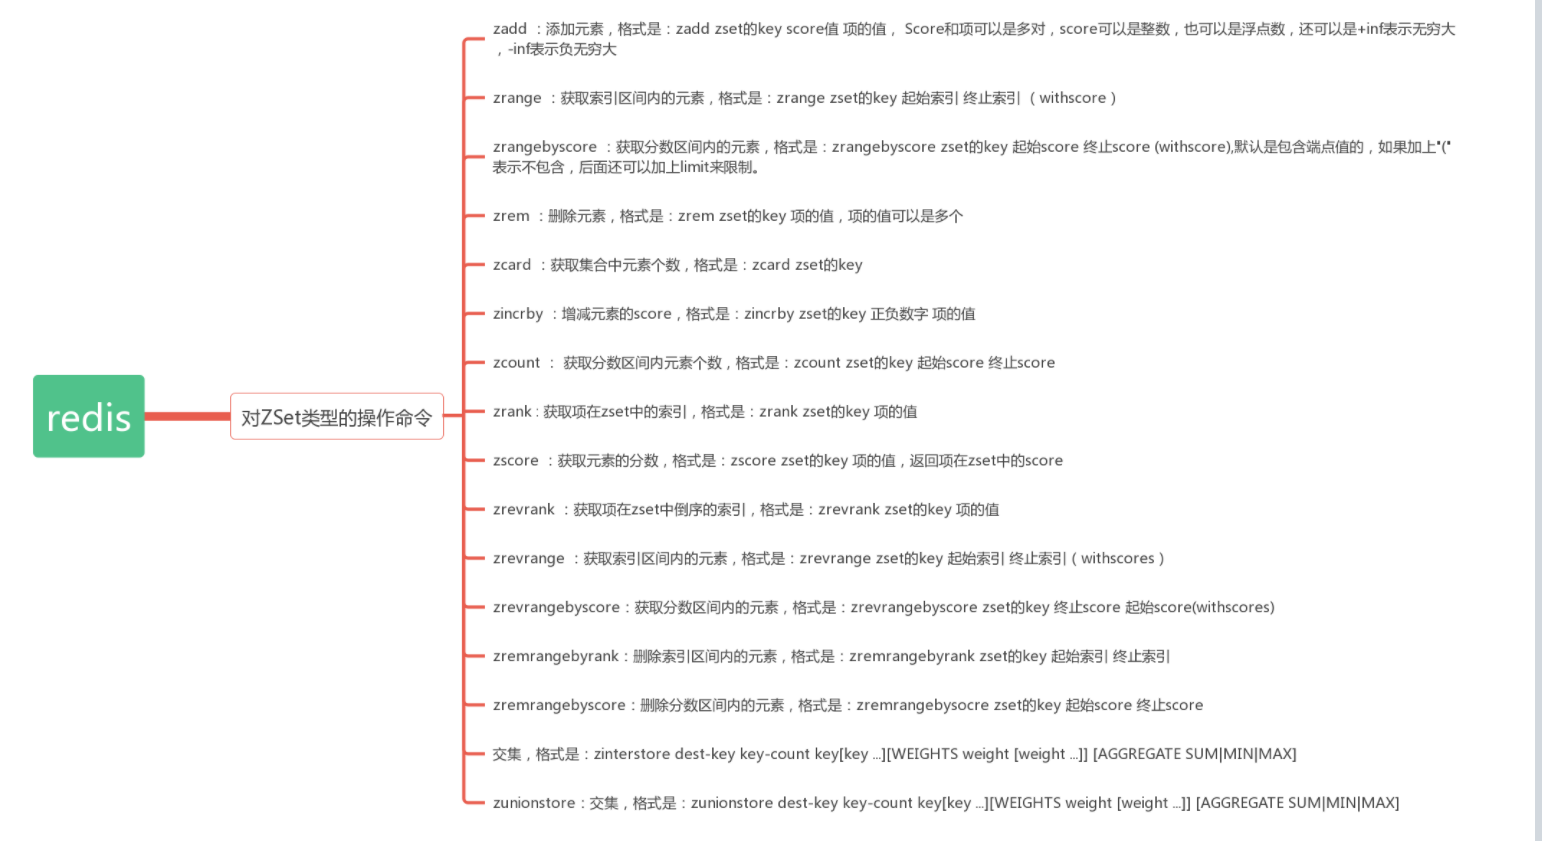 zadd ：添加元素，格式是：zadd zset的key score值 项的值， Score和项可以是多对，score可以是整数，也可以是浮点数，还可以是+inf表示无穷大
，-inf表示负无穷大
zrange ：获取索引区间内的元素，格式是：zrange zset的key 起始索引 终止索引 （withscore）
zrangebyscore ：获取分数区间内的元素，格式是：zrangebyscore zset的key 起始score 终止score (withscore),默认是包含端点值的，如果加上"("
表示不包含，后面还可以加上limit来限制。
zrem ：删除元素，格式是：zrem zset的key 项的值，项的值可以是多个
zcard ：获取集合中元素个数，格式是：zcard zset的key
zincrby ：增减元素的score，格式是：zincrby zset的key 正负数字 项的值
zcount ： 获取分数区间内元素个数，格式是：zcount zset的key 起始score 终止score
redis
对ZSet类型的操作命令
zrank : 获取项在zset中的索引，格式是：zrank zset的key 项的值
zscore ：获取元素的分数，格式是：zscore zset的key 项的值，返回项在zset中的score
zrevrank ：获取项在zset中倒序的索引，格式是：zrevrank zset的key 项的值
zrevrange ：获取索引区间内的元素，格式是：zrevrange zset的key 起始索引 终止索引（withscores）
zrevrangebyscore：获取分数区间内的元素，格式是：zrevrangebyscore zset的key 终止score 起始score(withscores)
zremrangebyrank：删除索引区间内的元素，格式是：zremrangebyrank zset的key 起始索引 终止索引
zremrangebyscore：删除分数区间内的元素，格式是：zremrangebysocre zset的key 起始score 终止score
交集，格式是：zinterstore dest-key key-count key[key ...][WEIGHTS weight [weight ...]] [AGGREGATE SUM|MIN|MAX]
zunionstore：交集，格式是：zunionstore dest-key key-count key[key ...][WEIGHTS weight [weight ...]] [AGGREGATE SUM|MIN|MAX]